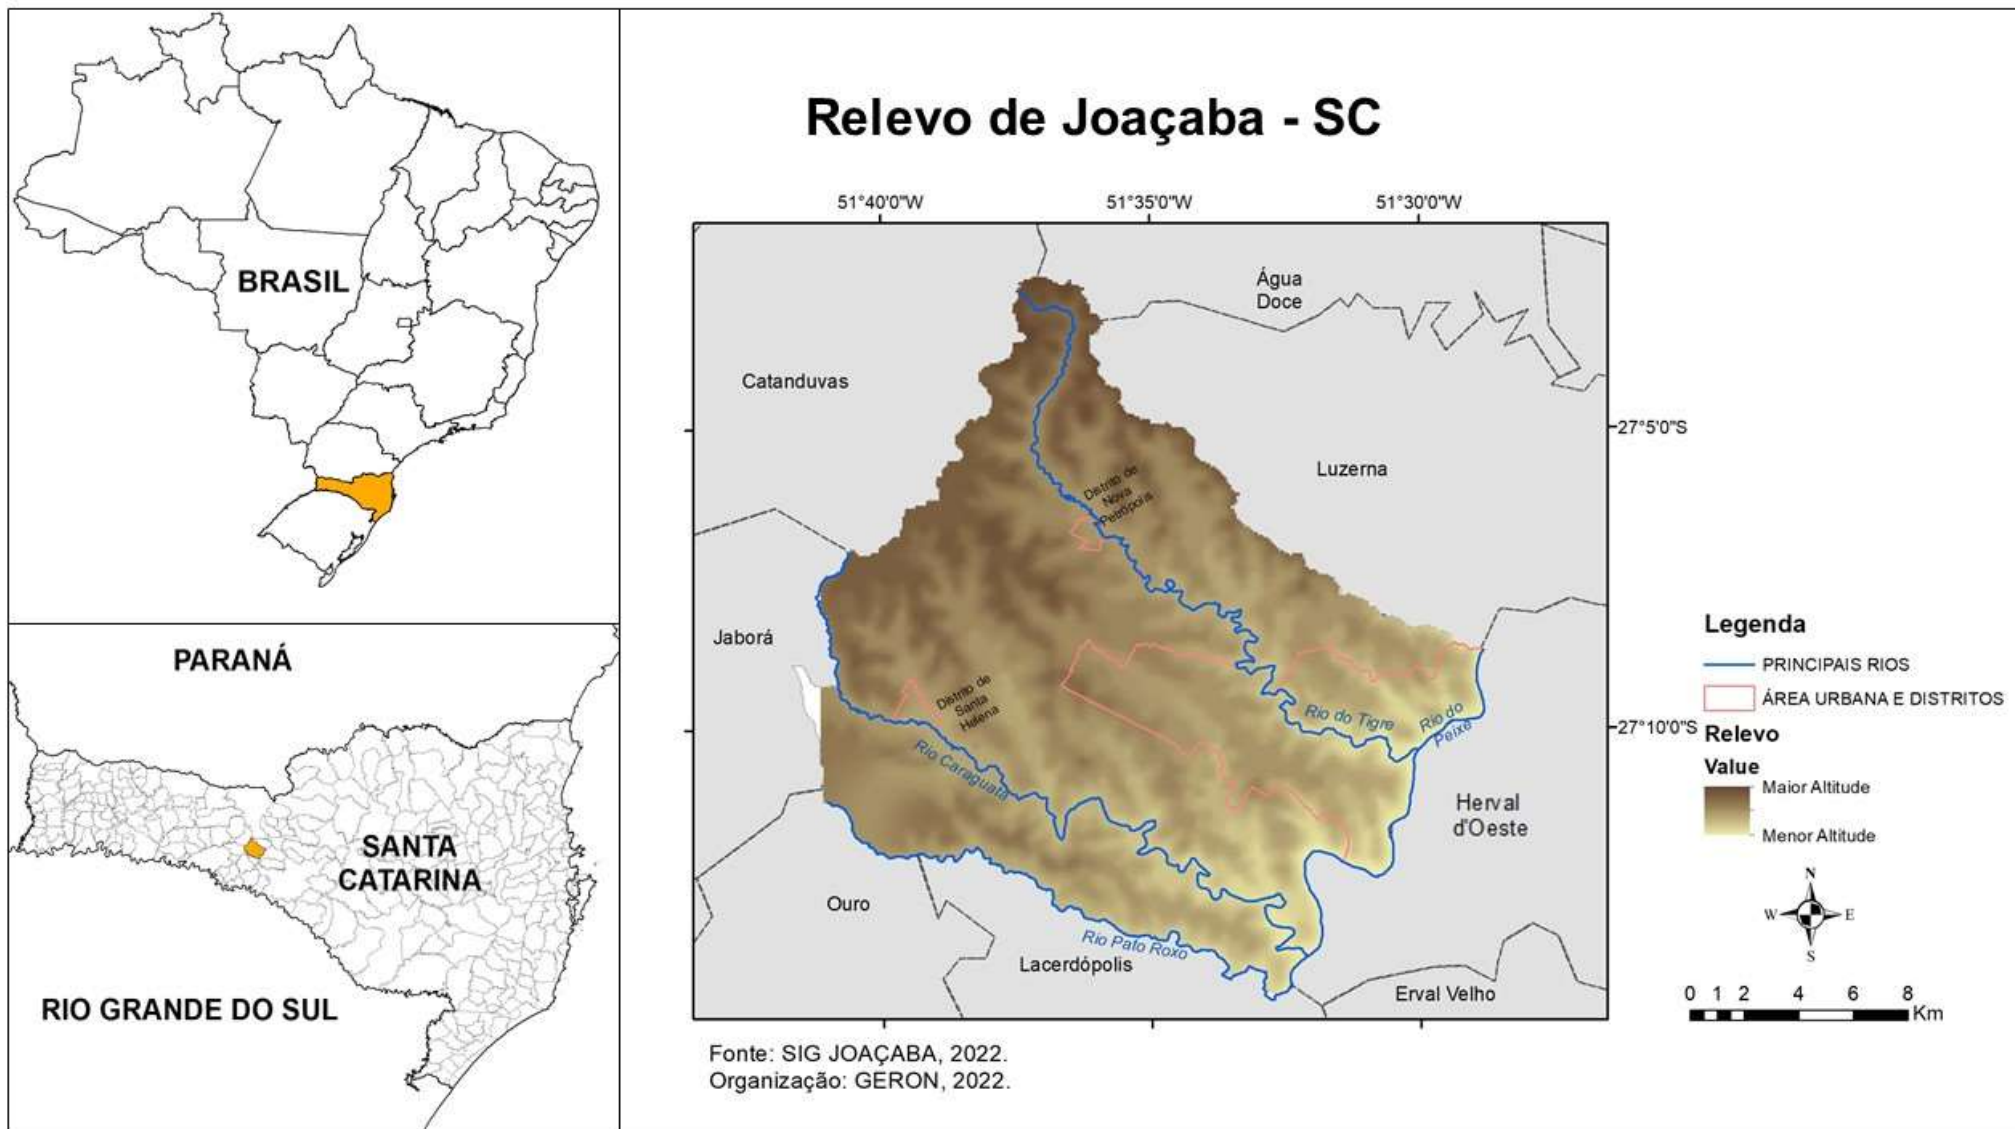 BRASIL
PARANÁ
SANTA
CATARINA
RIO GRANDE DO SUL
Relevo de Joaçaba - SC
51°40'0"W
51°35'0"W
51°30'0"W
Água
Doce
Catanduvas
27°5'0"S
Luzerna
Distrito de
Nova
Petrópolis
Jaborá
Distrito de
Santa
Helena
Rio do Tigre
Rio do
Peixe
27°10'0"S
Rio Caraguatá
Herval
d'Oeste
Ouro
Rio Pato Roxo
Lacerdópolis
Erval Velho
Legenda
PRINCIPAIS RIOS
ÁREA URBANA E DISTRITOS
Relevo
Value
Maior Altitude
Menor Altitude
N
W E
S
0 1 2 4 6 8
Km
Fonte: SIG JOAÇABA, 2022.
Organização: GERON, 2022.